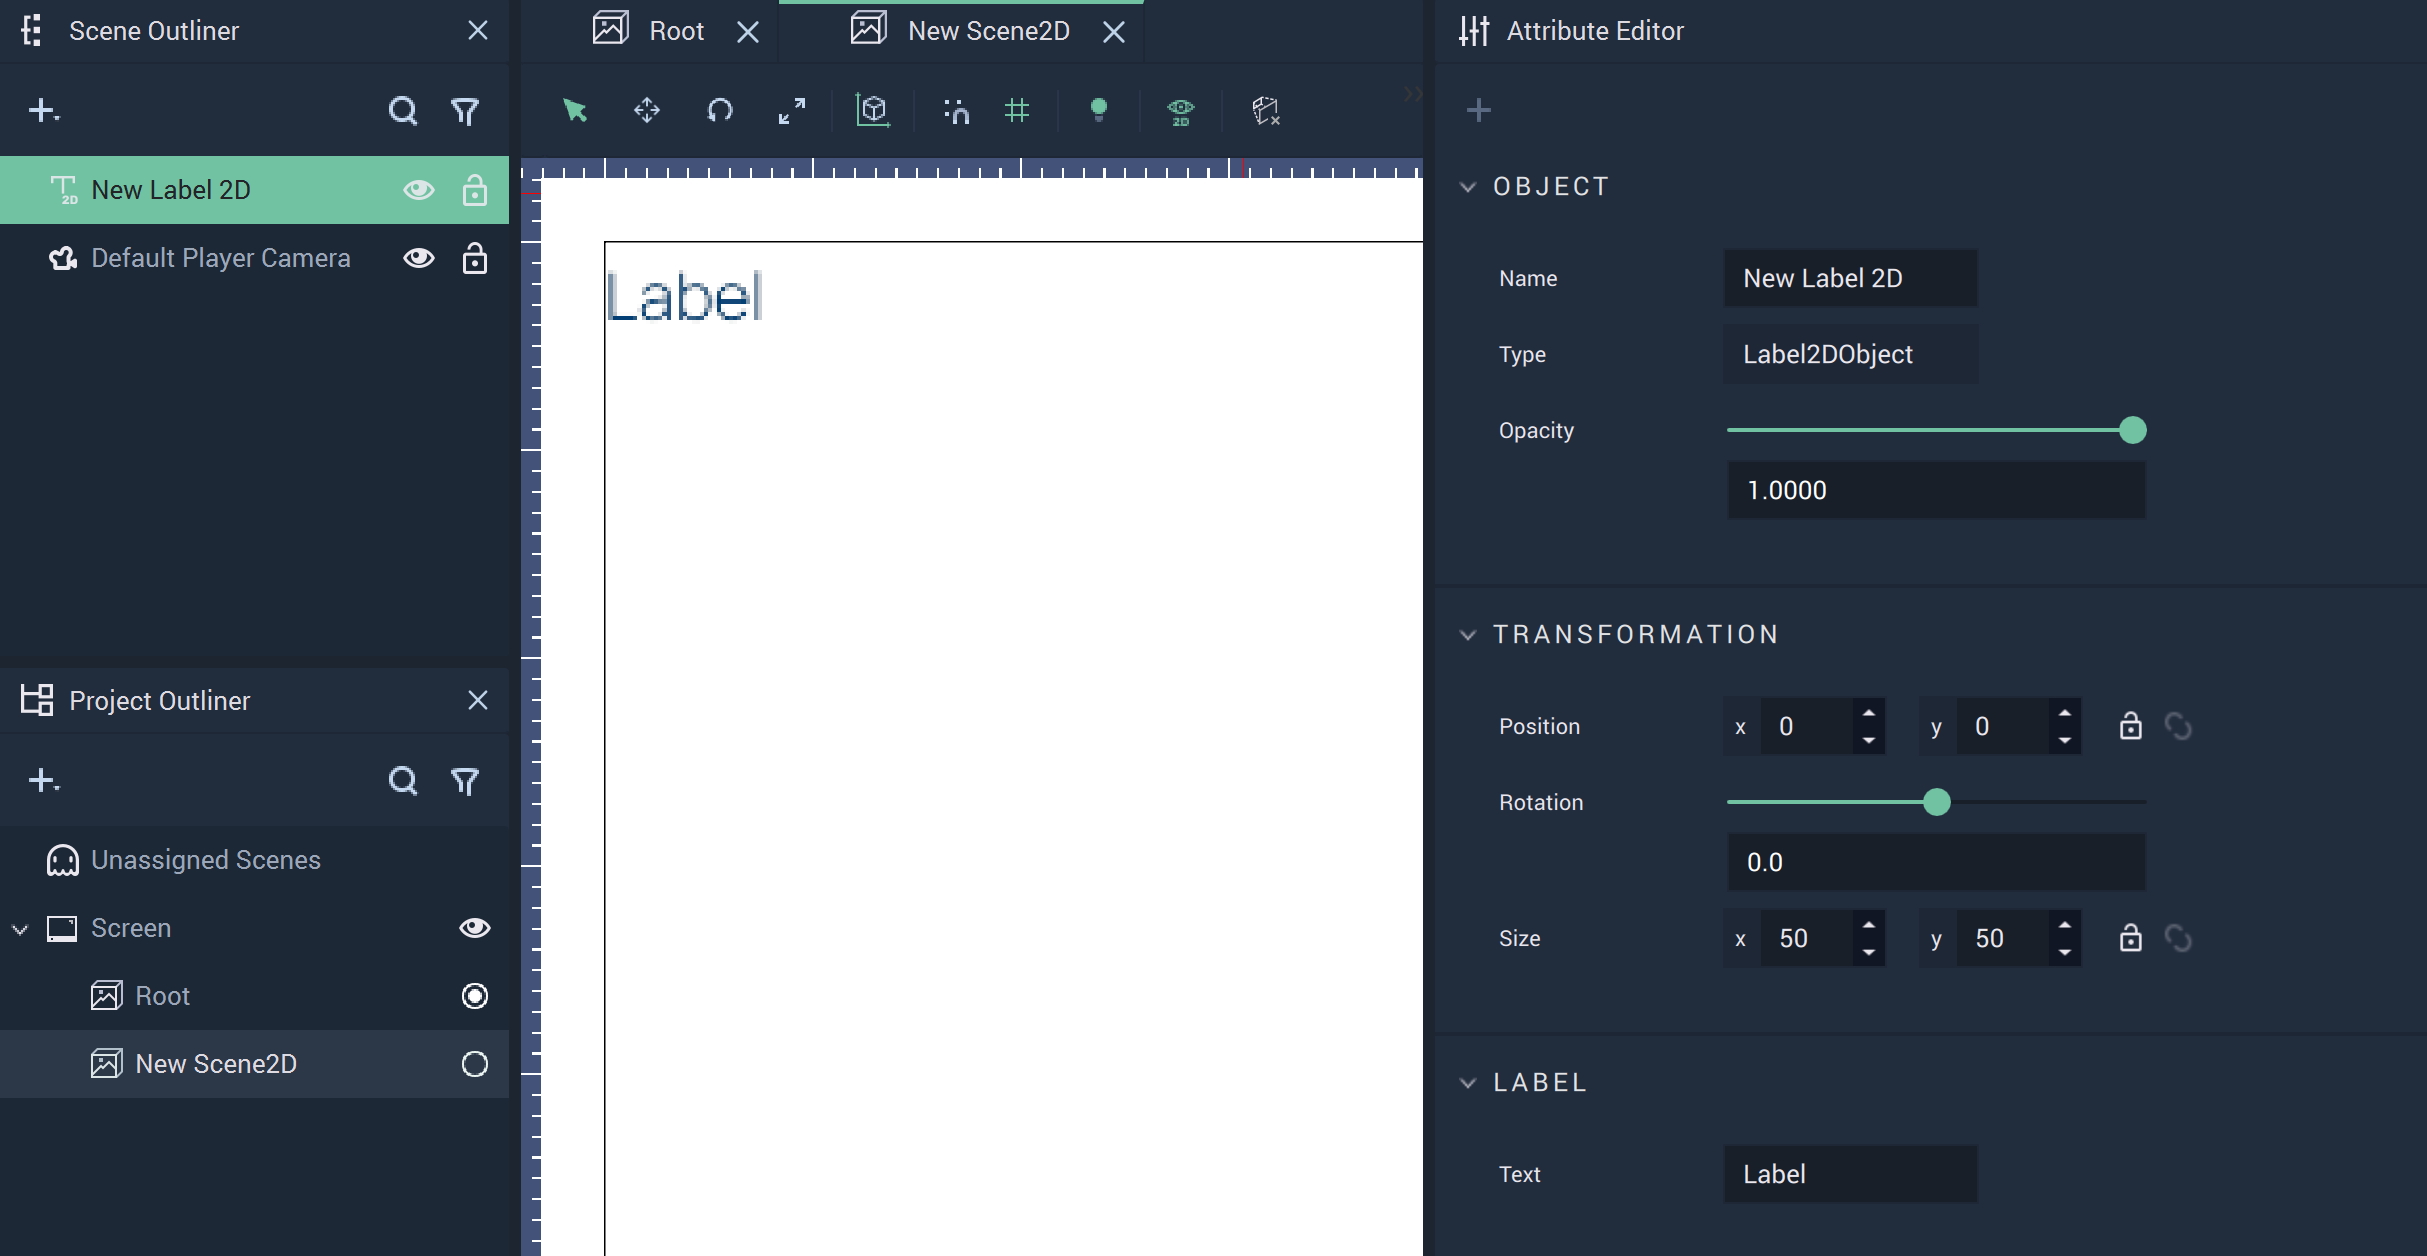 Scene Outliner
New Label 2D
2D
Default Player Camera
Project Outliner
Unassigned Scenes
Screen
Root
New Scene2D
Root
New Scene2D
2D
Label
Attribute Editor
OBJECT
Name New Label 2D
Type Label2DObject
Opacity
1.0000
TRANSFORMATION
Position x 0 y 0
Rotation
0.0
Size x 50 y 50
LABEL
Text Label